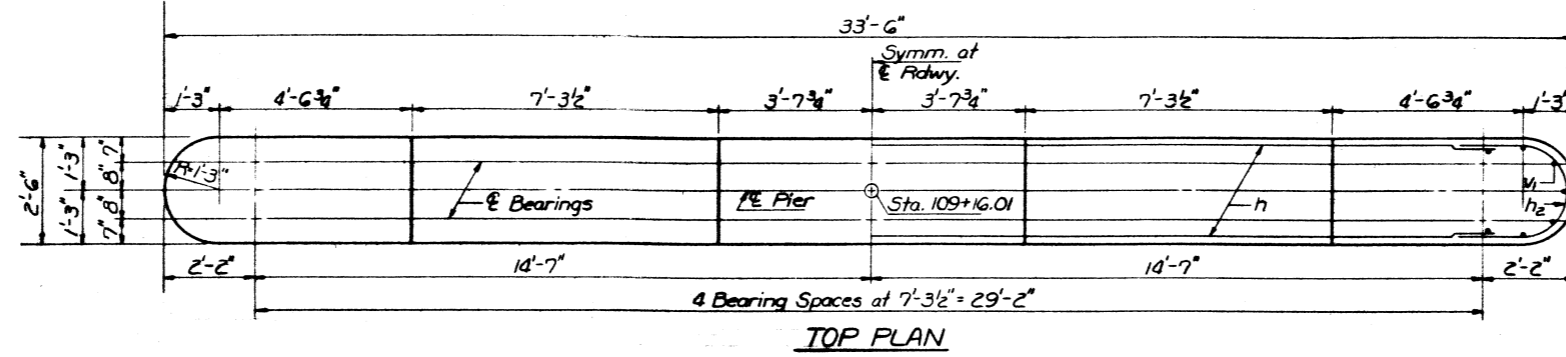 33'-6"
Symm. at
℄ Rdwy.
1'-3" 4'-6¾" 7'-3½" 3'-7¾" 3'-7¾" 7'-3½" 4'-6¾" 1'-3"
2'-6" 1'-3" 1'-3" 7" 8" 8" 7"
R=1'-3"
℄ Bearings
℄ Pier
Sta. 109+16.01
h
v₁
h₂
2'-2" 14'-7" 14'-7" 2'-2"
4 Bearing Spaces at 7'-3½" = 29'-2"
TOP PLAN